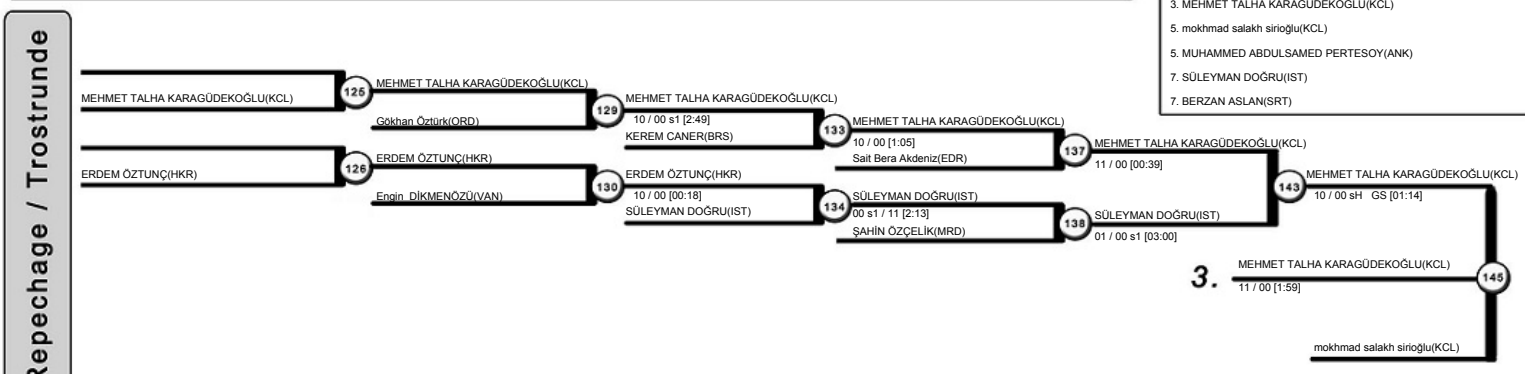 3. MEHMET TALHA KARAGÜDEKOĞLU(KCL)
5. mokhmad salakh sirioğlu(KCL)
5. MUHAMMED ABDULSAMED PERTESOY(ANK)
7. SÜLEYMAN DOĞRU(IST)
7. BERZAN ASLAN(SRT)
Repechage / Trostrunde
MEHMET TALHA KARAGÜDEKOĞLU(KCL)
125
ERDEM ÖZTUNÇ(HKR)
126
MEHMET TALHA KARAGÜDEKOĞLU(KCL)
Gökhan Öztürk(ORD)
129
ERDEM ÖZTUNÇ(HKR)
Engin DİKMENÖZÜ(VAN)
130
MEHMET TALHA KARAGÜDEKOĞLU(KCL)
10 / 00 s1 [2:49]
KEREM CANER(BRS)
133
ERDEM ÖZTUNÇ(HKR)
10 / 00 [00:18]
SÜLEYMAN DOĞRU(IST)
134
MEHMET TALHA KARAGÜDEKOĞLU(KCL)
10 / 00 [1:05]
Sait Bera Akdeniz(EDR)
137
SÜLEYMAN DOĞRU(IST)
00 s1 / 11 [2:13]
ŞAHİN ÖZÇELİK(MRD)
138
MEHMET TALHA KARAGÜDEKOĞLU(KCL)
11 / 00 [00:39]
SÜLEYMAN DOĞRU(IST)
01 / 00 s1 [03:00]
143
MEHMET TALHA KARAGÜDEKOĞLU(KCL)
10 / 00 sH GS [01:14]
3.
MEHMET TALHA KARAGÜDEKOĞLU(KCL)
11 / 00 [1:59]
145
mokhmad salakh sirioğlu(KCL)